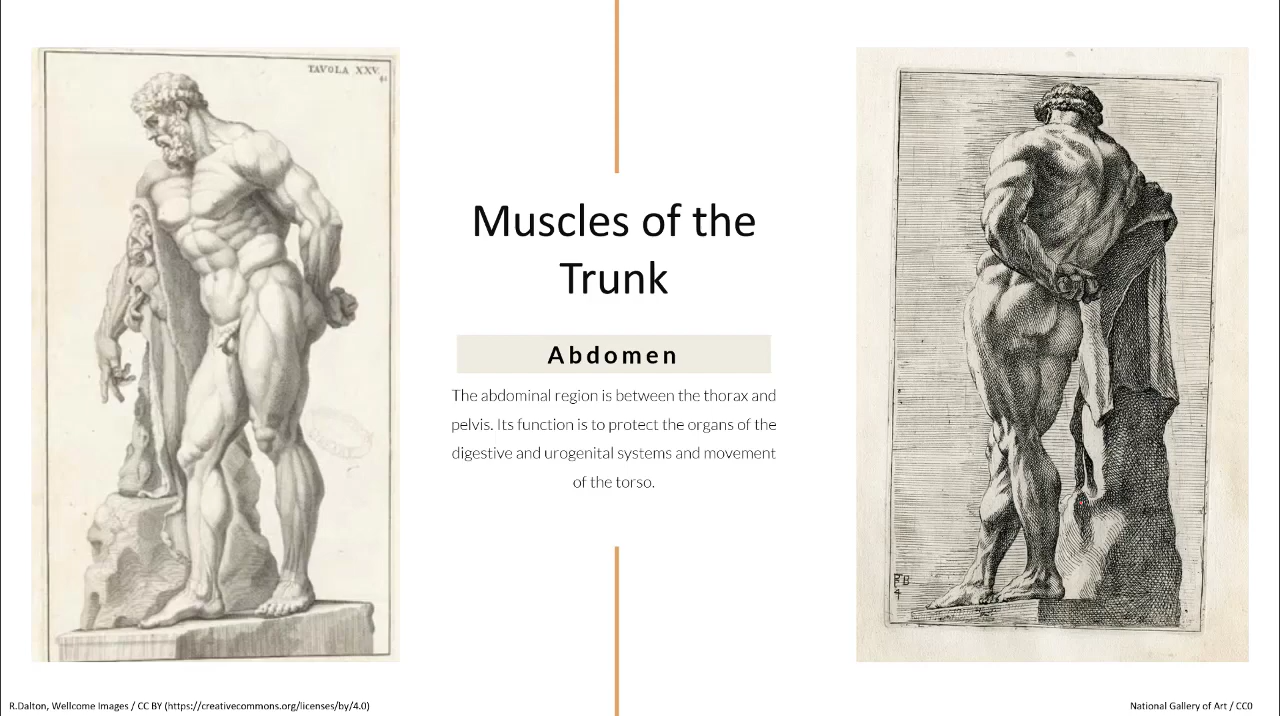 TAVOLA XXV.
41
Muscles of the
Trunk
Abdomen
The abdominal region is between the thorax and
pelvis. Its function is to protect the organs of the
digestive and urogenital systems and movement
of the torso.
4
R.Dalton, Wellcome Images / CC BY (https://creativecommons.org/licenses/by/4.0)
National Gallery of Art / CC0